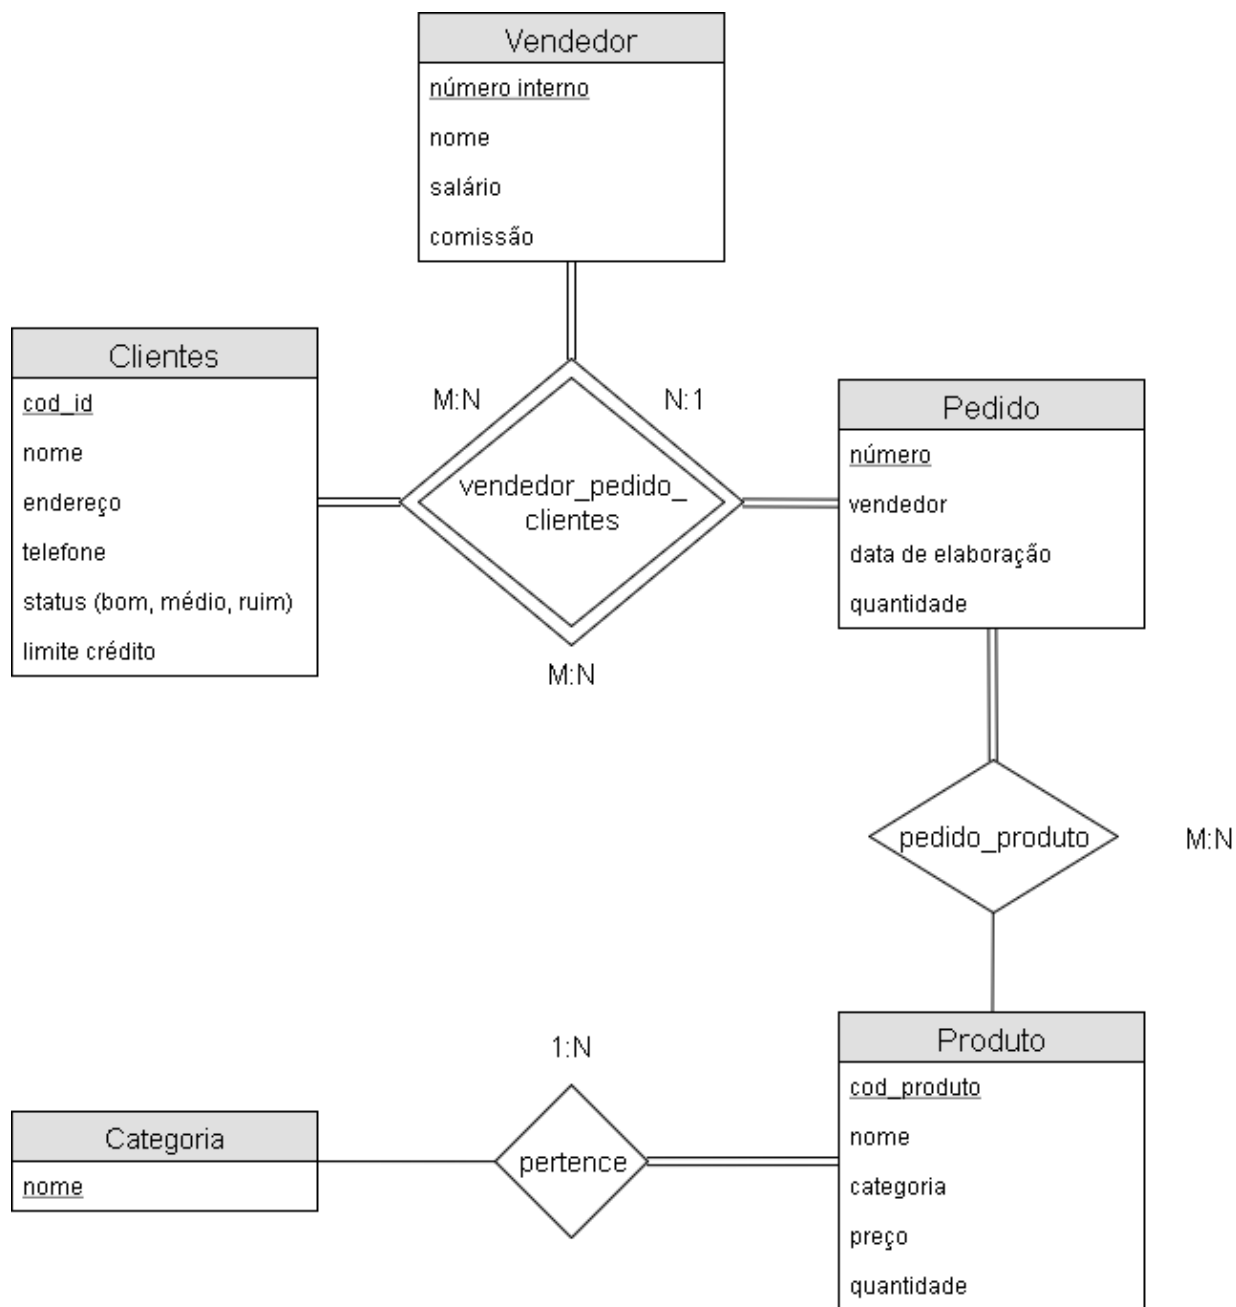 Vendedor
número interno
nome
salário
comissão
Clientes
cod_id
nome
endereço
telefone
status (bom, médio, ruim)
limite crédito
M:N
N:1
vendedor_pedido_
clientes
M:N
Pedido
número
vendedor
data de elaboração
quantidade
pedido_produto
M:N
Produto
cod_produto
nome
categoria
preço
quantidade
1:N
pertence
Categoria
nome